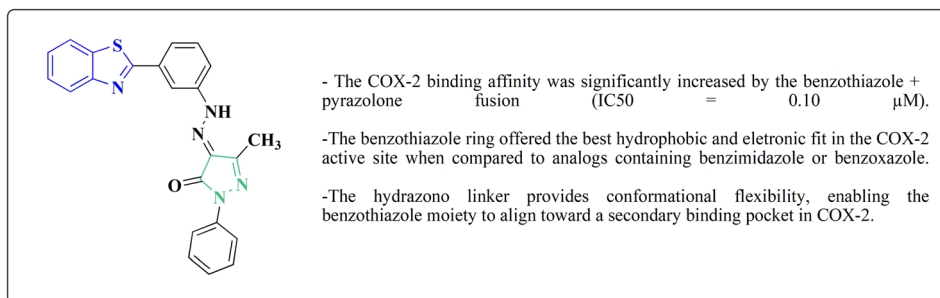 S
N
NH
N
CH3
O
N
N
- The COX-2 binding affinity was significantly increased by the benzothiazole +
pyrazolone fusion (IC50 = 0.10 µM).
-The benzothiazole ring offered the best hydrophobic and eletronic fit in the COX-2
active site when compared to analogs containing benzimidazole or benzoxazole.
-The hydrazono linker provides conformational flexibility, enabling the
benzothiazole moiety to align toward a secondary binding pocket in COX-2.